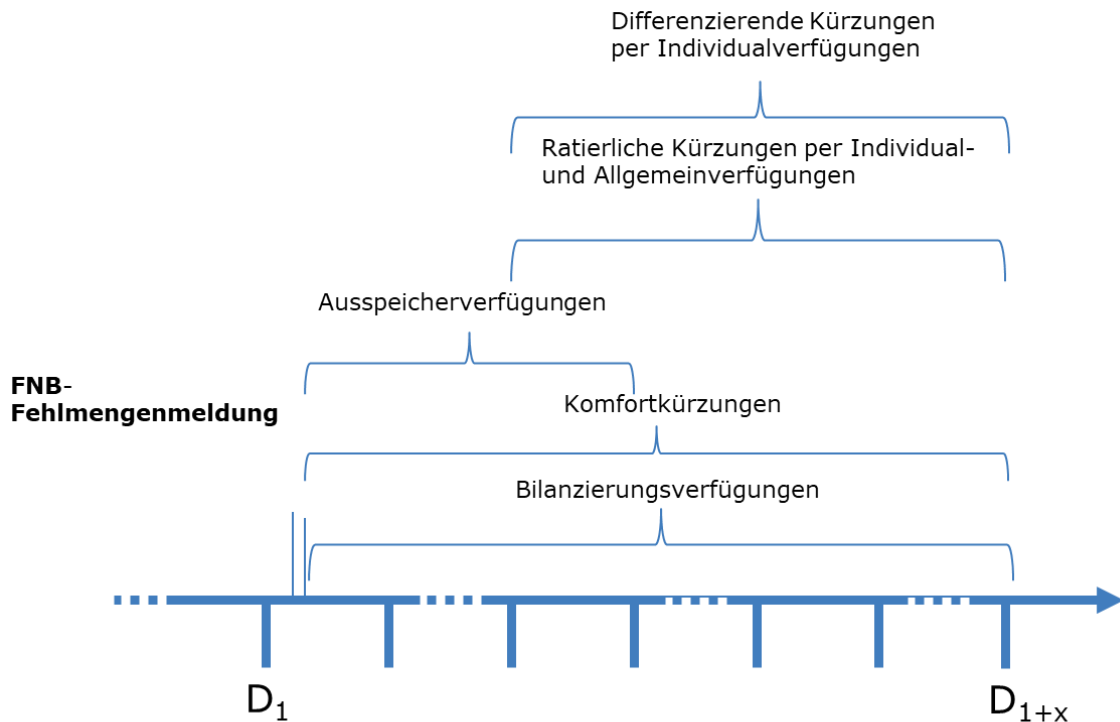 Differenzierende Kürzungen
per Individualverfügungen
Ratierliche Kürzungen per Individual-
und Allgemeinverfügungen
Ausspeicherverfügungen
FNB-
Fehlmengenmeldung
Komfortkürzungen
Bilanzierungsverfügungen
D₁
D₁₊ₓ